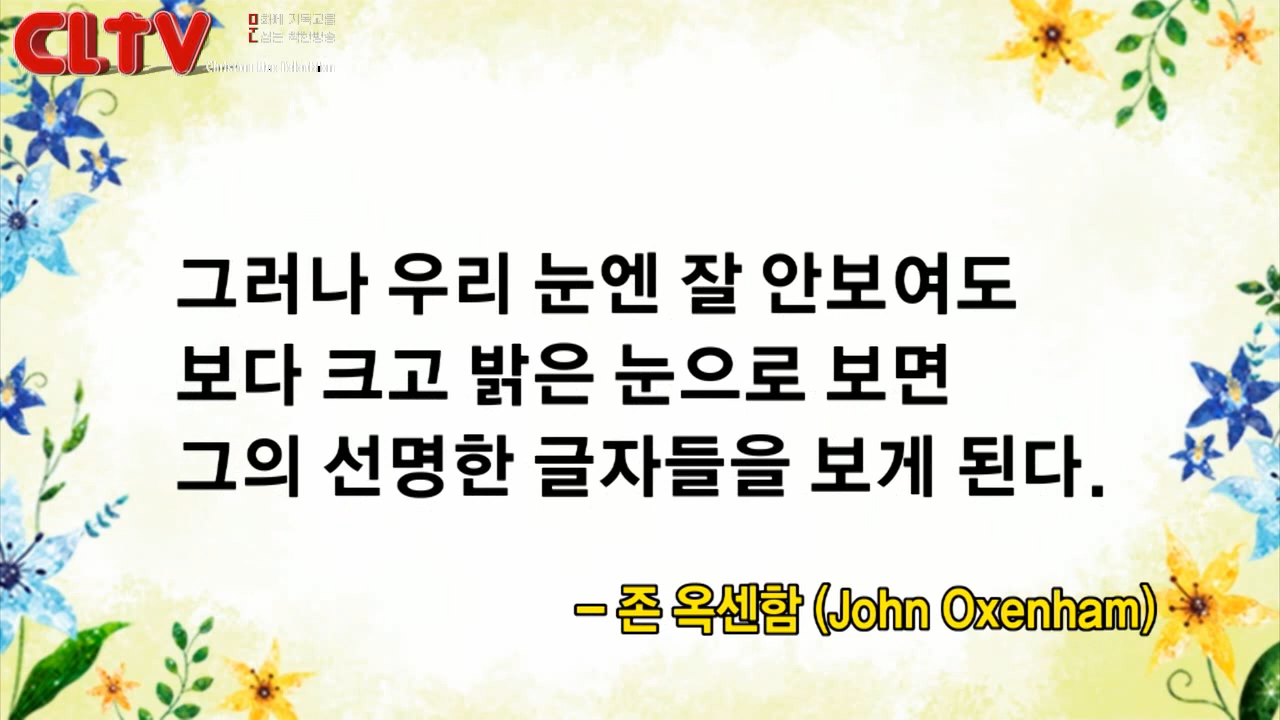 CLTV
그러나 우리 눈엔 잘 안보여도
보다 크고 밝은 눈으로 보면
그의 선명한 글자들을 보게 된다.
- 존 옥센함 (John Oxenham)